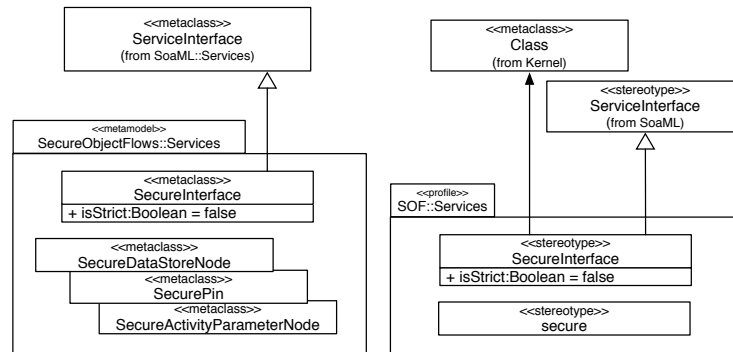 <<metaclass>>
ServiceInterface
(from SoaML::Services)
<<metamodel>>
SecureObjectFlows::Services
<<metaclass>>
SecureInterface
+ isStrict:Boolean = false
<<metaclass>>
SecureDataStoreNode
<<metaclass>>
SecurePin
<<metaclass>>
SecureActivityParameterNode
<<metaclass>>
Class
(from Kernel)
<<stereotype>>
ServiceInterface
(from SoaML)
<<profile>>
SOF::Services
<<stereotype>>
SecureInterface
+ isStrict:Boolean = false
<<stereotype>>
secure